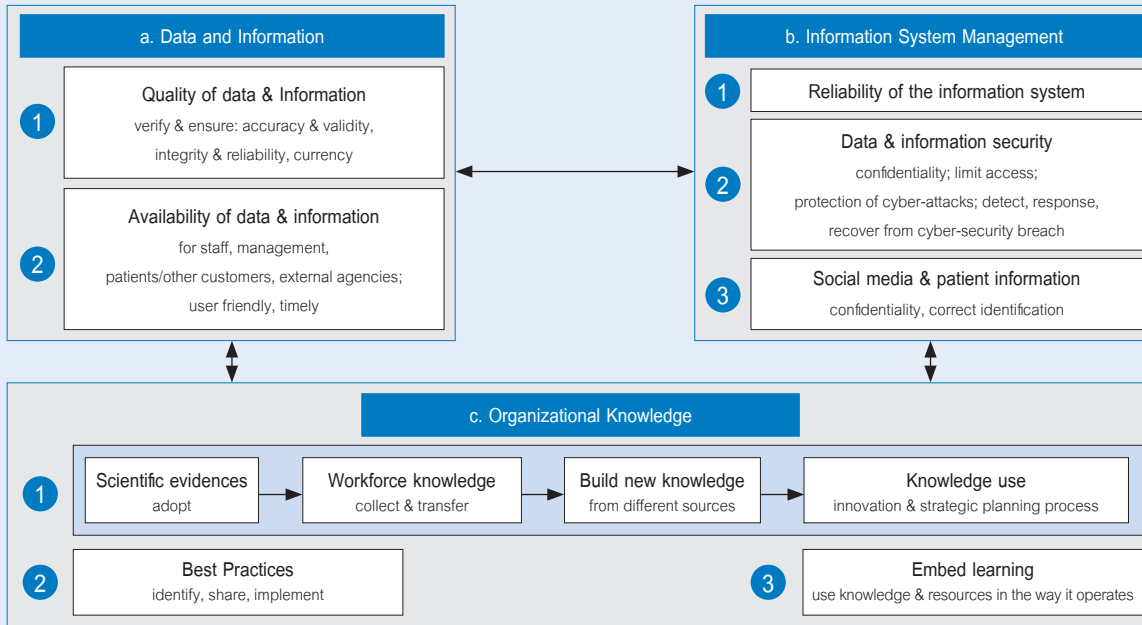 a. Data and Information
1
Quality of data & Information
verify & ensure: accuracy & validity,
integrity & reliability, currency
2
Availability of data & information
for staff, management,
patients/other customers, external agencies;
user friendly, timely
b. Information System Management
1
Reliability of the information system
2
Data & information security
confidentiality; limit access;
protection of cyber-attacks; detect, response,
recover from cyber-security breach
3
Social media & patient information
confidentiality, correct identification
c. Organizational Knowledge
1
Scientific evidences
adopt
Workforce knowledge
collect & transfer
Build new knowledge
from different sources
Knowledge use
innovation & strategic planning process
2
Best Practices
identify, share, implement
3
Embed learning
use knowledge & resources in the way it operates